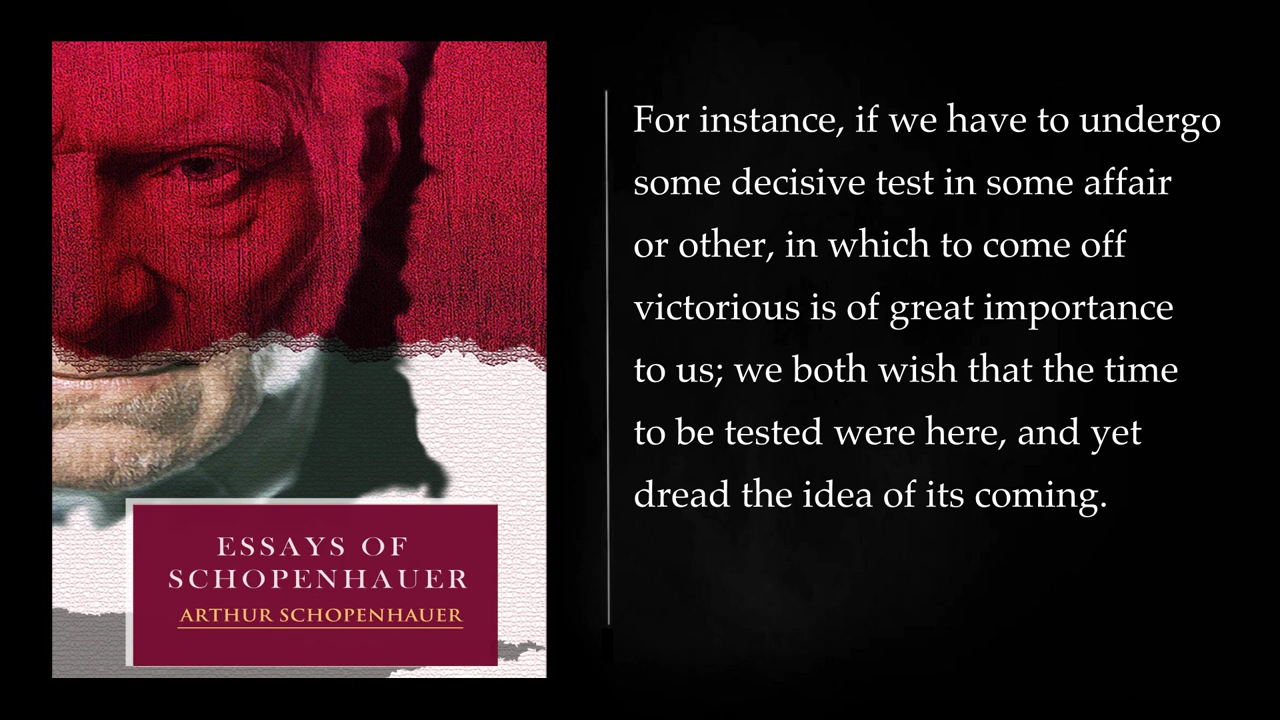 ESSAYS OF
SCHOPENHAUER
ARTHUR SCHOPENHAUER
For instance, if we have to undergo
some decisive test in some affair
or other, in which to come off
victorious is of great importance
to us; we both wish that the time
to be tested were here, and yet
dread the idea of its coming.